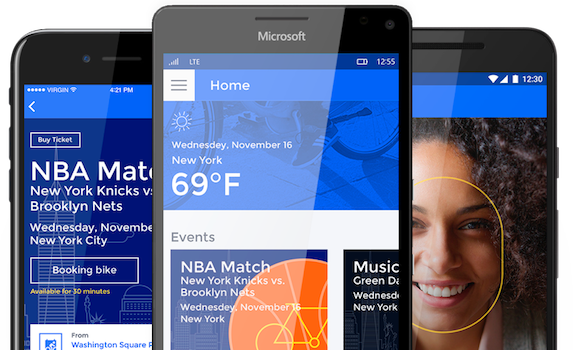 VIRGIN
4:21 PM
Buy Ticket
NBA Matc
New York Knicks vs.
Brooklyn Nets
Wednesday, November
New York City
Booking bike
Available for 30 minutes
From
Washington Square P
Microsoft
LTE
12:55
Home
Wednesday, November 16
New York
69°F
Events
NBA Match
New York Knicks vs.
Brooklyn Nets
Wednesday, November 16
New York
Music
Green Da
Wednesd
New Yo
12:30